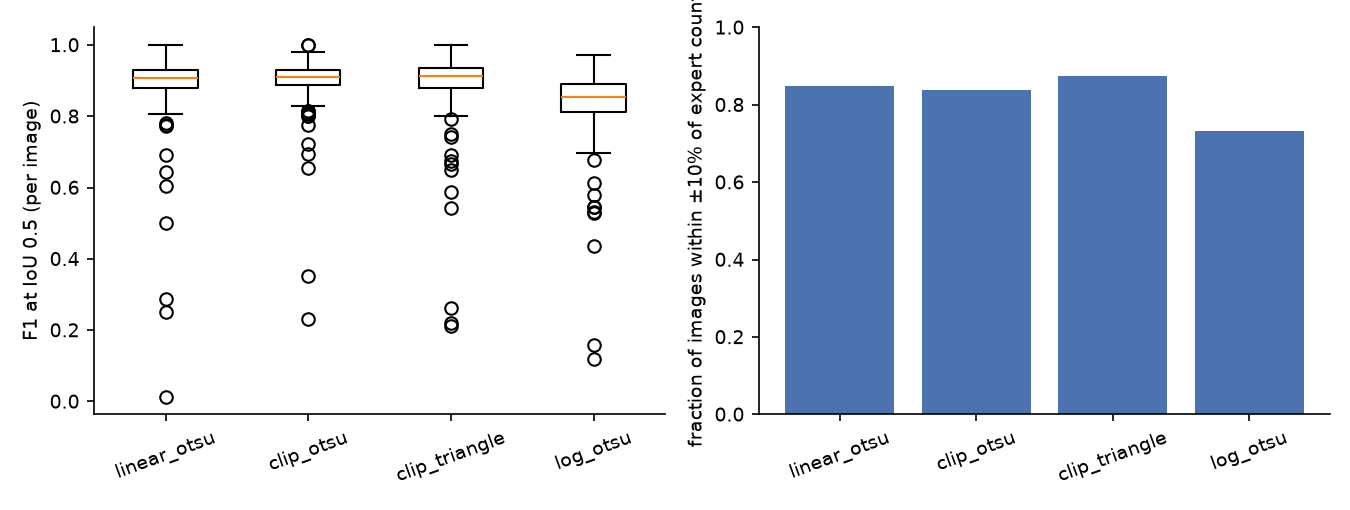 F1 at IoU 0.5 (per image)
1.0
0.8
0.6
0.4
0.2
0.0
linear_otsu
clip_otsu
clip_triangle
log_otsu
fraction of images within ±10% of expert coun
1.0
0.8
0.6
0.4
0.2
0.0
linear_otsu
clip_otsu
clip_triangle
log_otsu